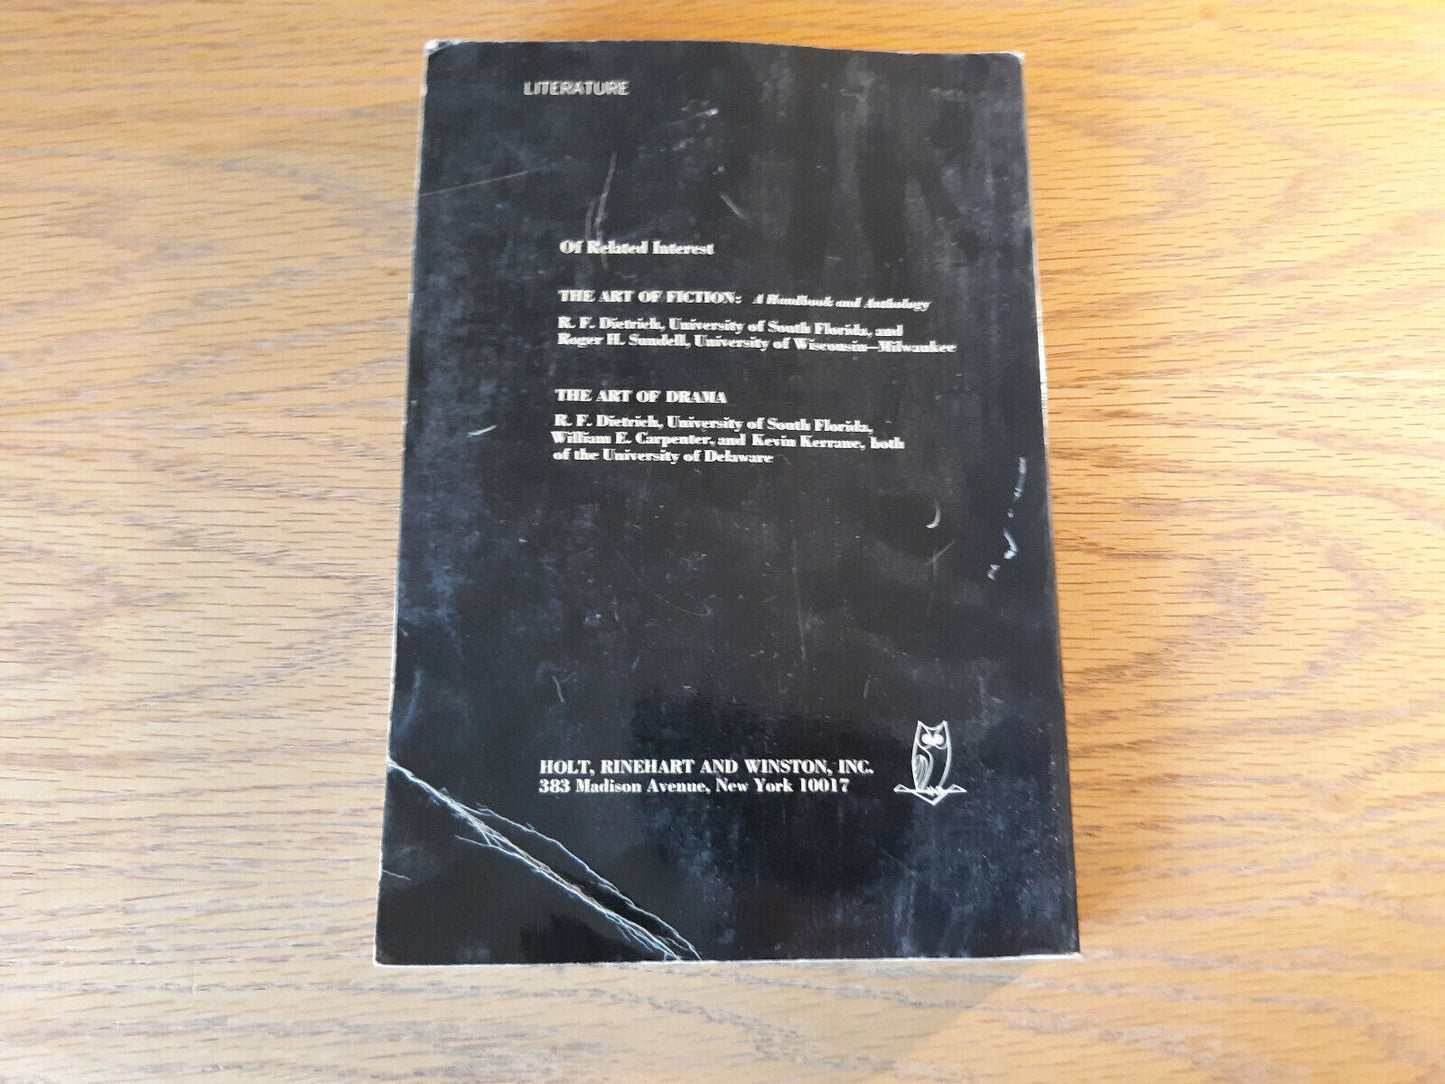 LITERATURE
Of Related Interest
THE ART OF FICTION: A Handbook and Anthology
R. F. Dietrich, University of South Florida, and
Roger H. Sundell, University of Wisconsin—Milwaukee
THE ART OF DRAMA
R. F. Dietrich, University of South Florida,
William E. Carpenter, and Kevin Kerrane, both
of the University of Delaware
HOLT, RINEHART AND WINSTON, INC.
383 Madison Avenue, New York 10017